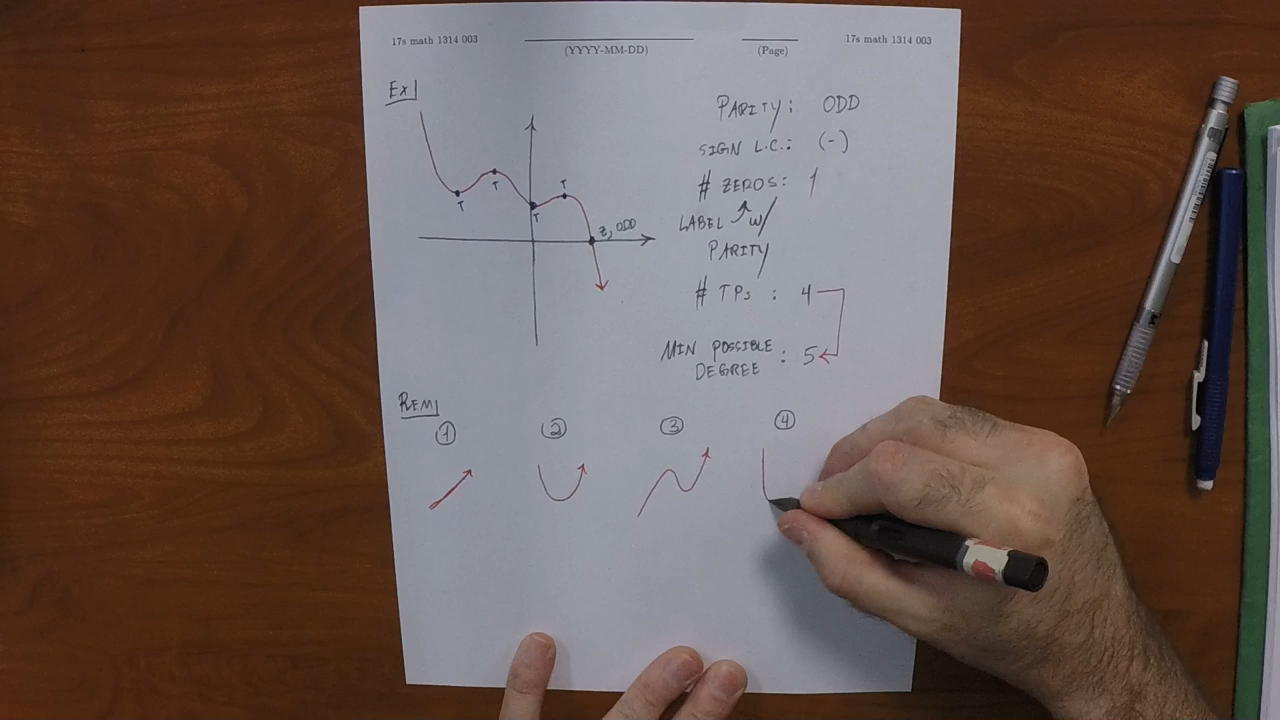 17s math 1314 003
(YYYY-MM-DD)
(Page)
17s math 1314 003
Ex1
T
T
T
T
Z, ODD
PARITY: ODD
SIGN L.C.: (-)
# ZEROS: 1
LABEL W/
PARITY
# TPs : 4
MIN POSSIBLE
DEGREE : 5
REM1
① ② ③ ④